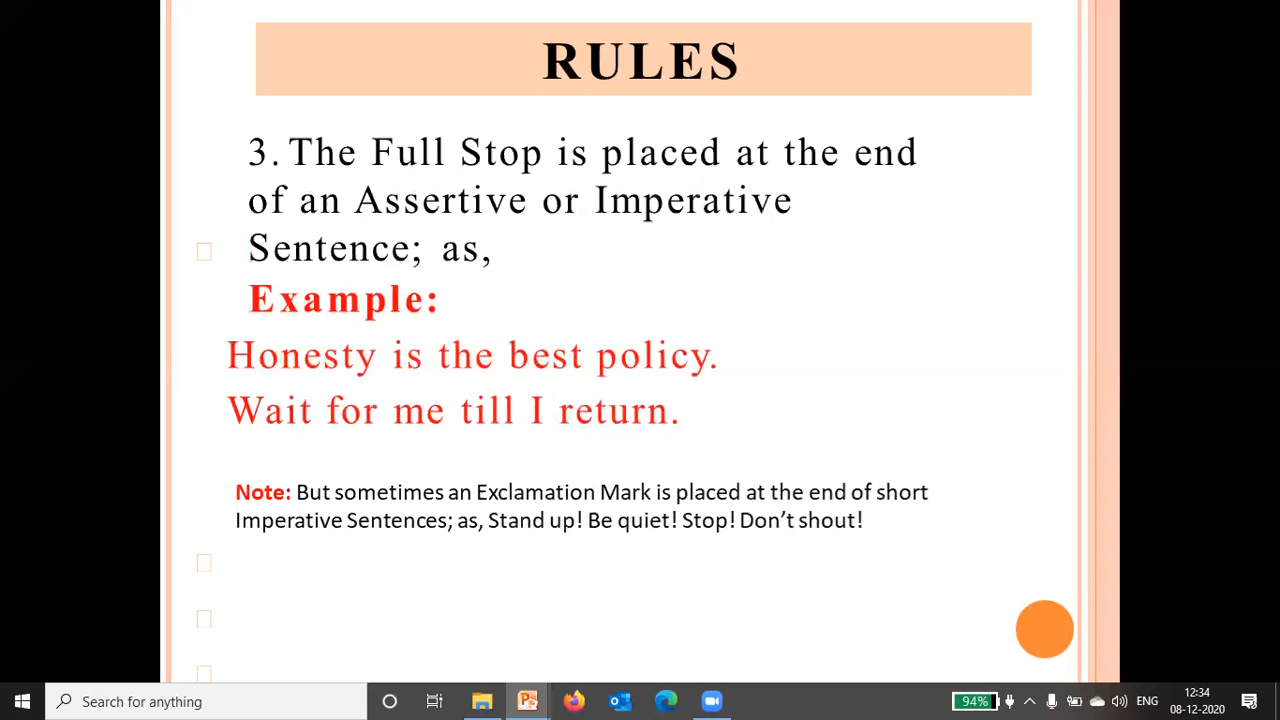 RULES
3. The Full Stop is placed at the end
of an Assertive or Imperative
Sentence; as,
Example:
Honesty is the best policy.
Wait for me till I return.
Note: But sometimes an Exclamation Mark is placed at the end of short
Imperative Sentences; as, Stand up! Be quiet! Stop! Don’t shout!
Search for anything
94%
ENG
12:34
08-12-2020